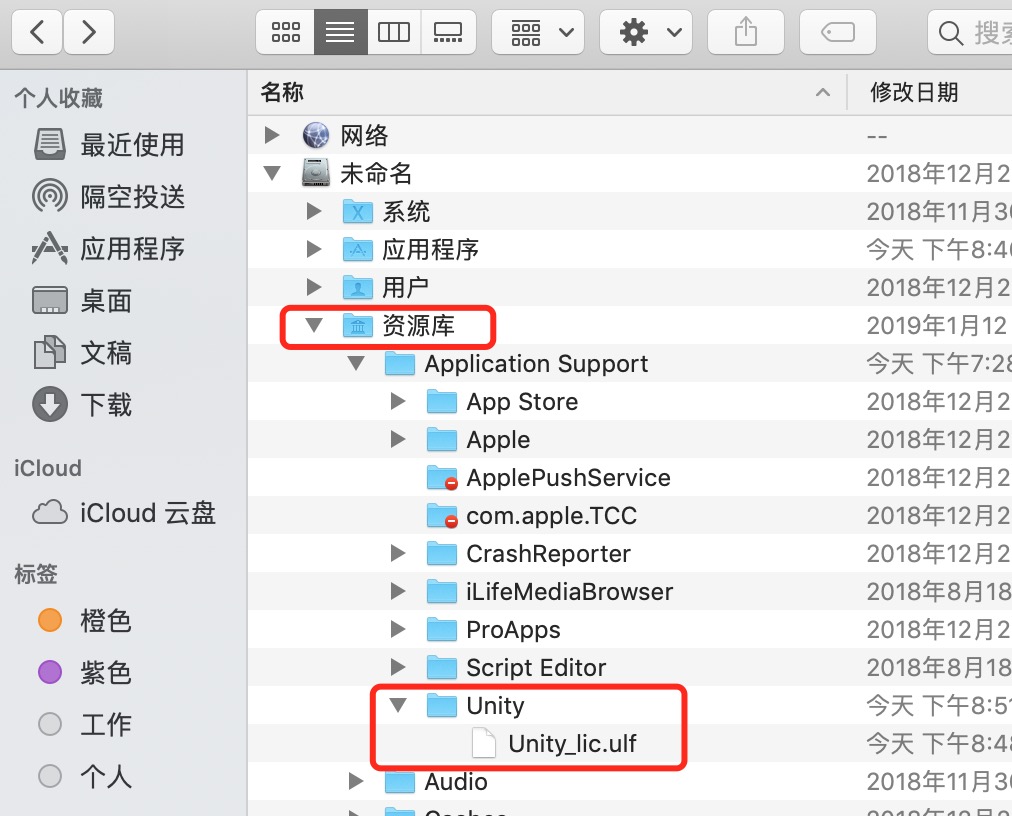 搜索
个人收藏
最近使用
隔空投送
应用程序
桌面
文稿
下载
iCloud
iCloud 云盘
标签
橙色
紫色
工作
个人
名称 修改日期
网络 --
未命名 2018年12月2
系统 2018年11月30
应用程序 今天 下午8:40
用户 2018年12月2
资源库 2019年1月12
Application Support 今天 下午7:28
App Store 2018年12月2
Apple 2018年12月2
ApplePushService 2018年12月2
com.apple.TCC 2018年12月2
CrashReporter 2018年12月2
iLifeMediaBrowser 2018年8月18
ProApps 2018年12月2
Script Editor 2018年8月18
Unity 今天 下午8:51
Unity_lic.ulf 今天 下午8:48
Audio 2018年11月30